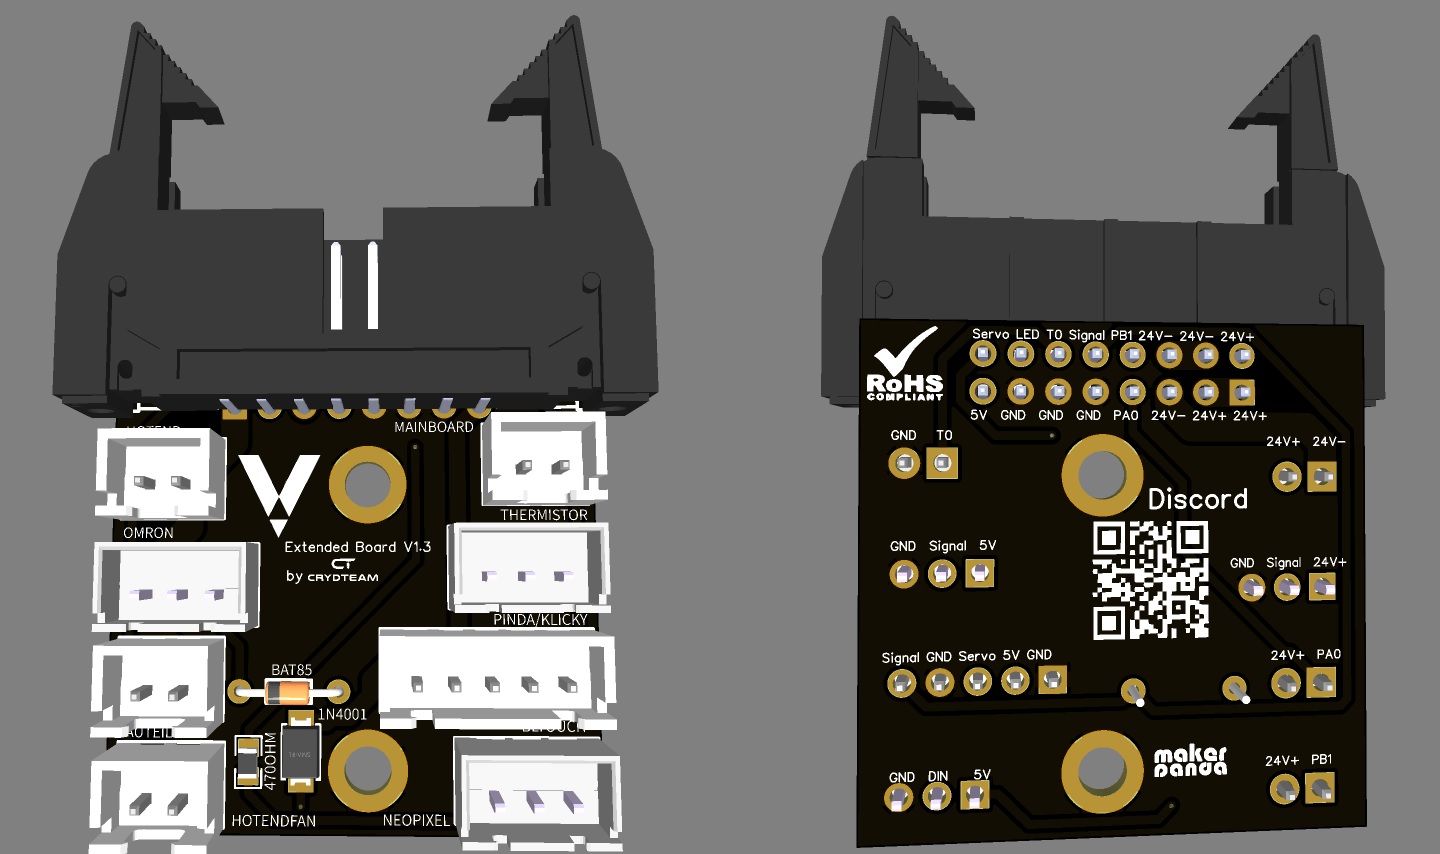 MAINBOARD
HOTEND
THERMISTOR
OMRON
Extended Board V1.3
CT
by CRYDTEAM
PINDA/KLICKY
BAT85
1N4001
BLTOUCH
470OHM
HOTENDFAN
NEOPIXEL
Servo LED T0 Signal PB1 24V- 24V- 24V+
RoHS
COMPLIANT
5V GND GND GND PA0 24V- 24V+ 24V+
GND T0
24V+ 24V-
Discord
GND Signal 5V
GND Signal 24V+
Signal GND Servo 5V GND
24V+ PA0
maker
panda
24V+ PB1
GND DIN 5V